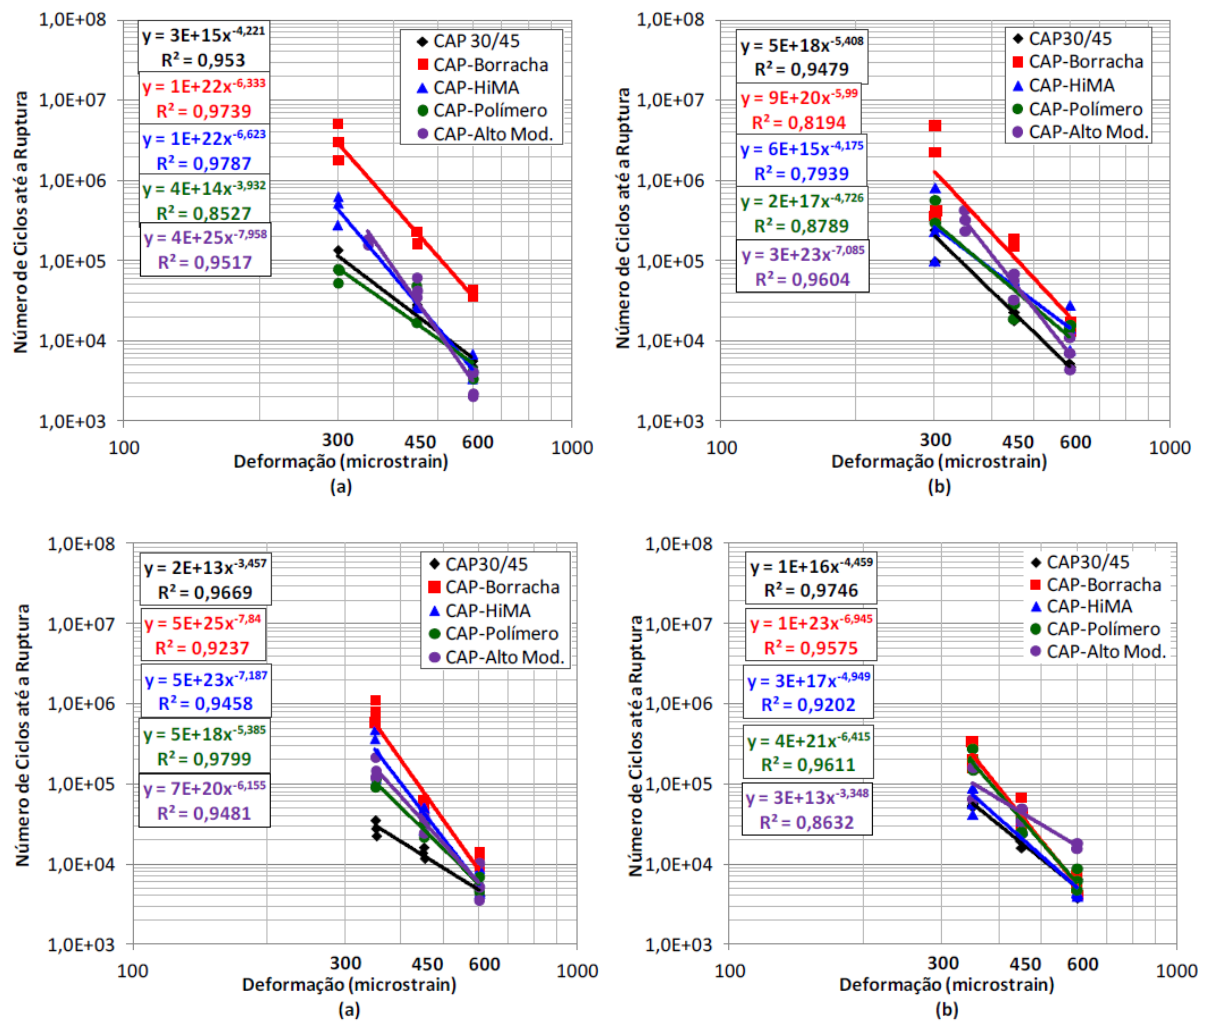 1,0E+08
1,0E+07
1,0E+06
1,0E+05
1,0E+04
1,0E+03
Número de Ciclos até a Ruptura
y = 3E+15x-4,221
R² = 0,953
y = 1E+22x-6,333
R² = 0,9739
y = 1E+22x-6,623
R² = 0,9787
y = 4E+14x-3,932
R² = 0,8527
y = 4E+25x-7,958
R² = 0,9517
CAP 30/45
CAP-Borracha
CAP-HiMA
CAP-Polímero
CAP-Alto Mod.
100
300
450
600
1000
Deformação (microstrain)
(a)
1,0E+08
1,0E+07
1,0E+06
1,0E+05
1,0E+04
1,0E+03
Número de Ciclos até a Ruptura
y = 5E+18x-5,408
R² = 0,9479
y = 9E+20x-5,99
R² = 0,8194
y = 6E+15x-4,175
R² = 0,7939
y = 2E+17x-4,726
R² = 0,8789
y = 3E+23x-7,085
R² = 0,9604
CAP30/45
CAP-Borracha
CAP-HiMA
CAP-Polímero
CAP-Alto Mod.
100
300
450
600
1000
Deformação (microstrain)
(b)
1,0E+08
1,0E+07
1,0E+06
1,0E+05
1,0E+04
1,0E+03
Número de Ciclos até a Ruptura
y = 2E+13x-3,457
R² = 0,9669
y = 5E+25x-7,84
R² = 0,9237
y = 5E+23x-7,187
R² = 0,9458
y = 5E+18x-5,385
R² = 0,9799
y = 7E+20x-6,155
R² = 0,9481
CAP30/45
CAP-Borracha
CAP-HiMA
CAP-Polímero
CAP-Alto Mod.
100
300
450
600
1000
Deformação (microstrain)
(a)
1,0E+08
1,0E+07
1,0E+06
1,0E+05
1,0E+04
1,0E+03
Número de Ciclos até a Ruptura
y = 1E+16x-4,459
R² = 0,9746
y = 1E+23x-6,945
R² = 0,9575
y = 3E+17x-4,949
R² = 0,9202
y = 4E+21x-6,415
R² = 0,9611
y = 3E+13x-3,348
R² = 0,8632
CAP30/45
CAP-Borracha
CAP-HiMA
CAP-Polímero
CAP-Alto Mod.
100
300
450
600
1000
Deformação (microstrain)
(b)